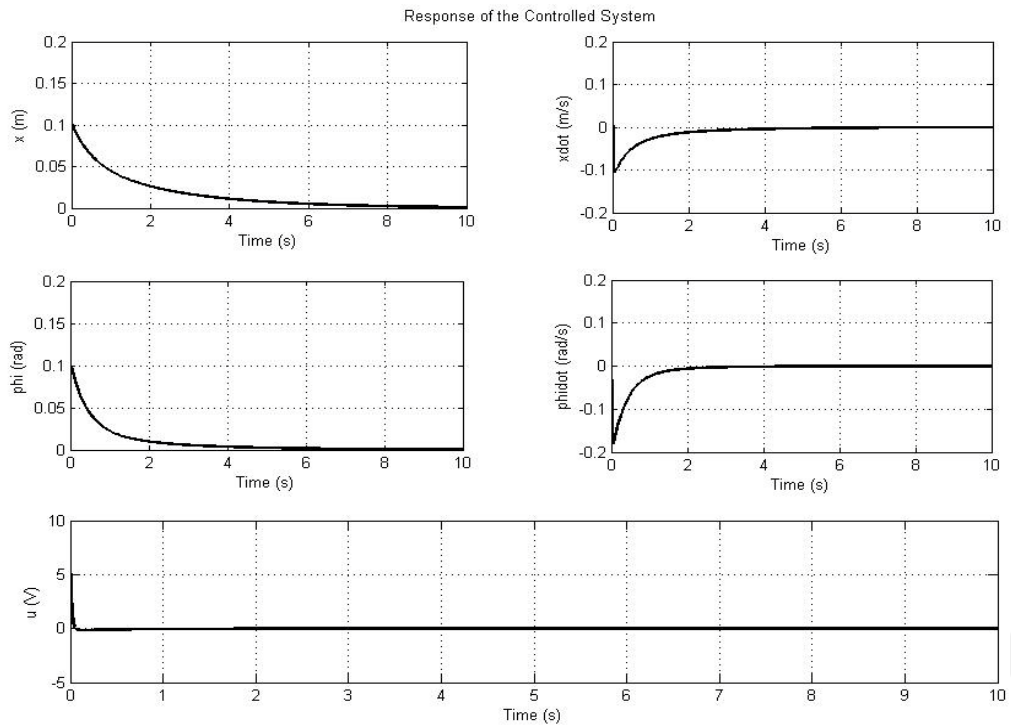 Response of the Controlled System
0.2
0.15
0.1
0.05
0
x (m)
0 2 4 6 8 10
Time (s)
0.2
0.1
0
-0.1
-0.2
xdot (m/s)
0 2 4 6 8 10
Time (s)
0.2
0.15
0.1
0.05
0
phi (rad)
0 2 4 6 8 10
Time (s)
0.2
0.1
0
-0.1
-0.2
phidot (rad/s)
0 2 4 6 8 10
Time (s)
10
5
0
-5
u (V)
0 1 2 3 4 5 6 7 8 9 10
Time (s)